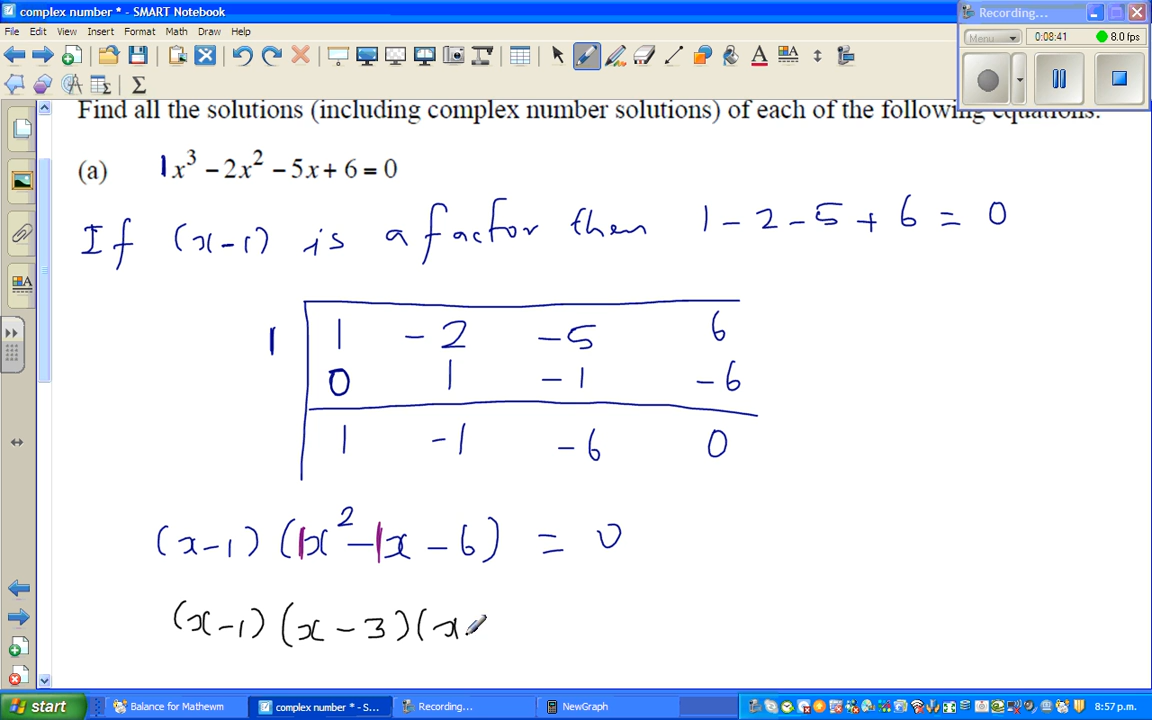 complex number * - SMART Notebook
Recording...
File Edit View Insert Format Math Draw Help
Menu
0:08:41
8.0 fps
Find all the solutions (including complex number solutions) of each of the following equations.
(a) 1x³ − 2x² − 5x + 6 = 0
If (x-1) is a factor then 1 - 2 - 5 + 6 = 0
1 1 -2 -5 6
0 1 -1 -6
1 -1 -6 0
(x-1) (1x² - 1x - 6) = 0
(x-1) (x - 3) (x
start
Balance for Mathewm
complex number * - S...
Recording...
NewGraph
8:57 p.m.